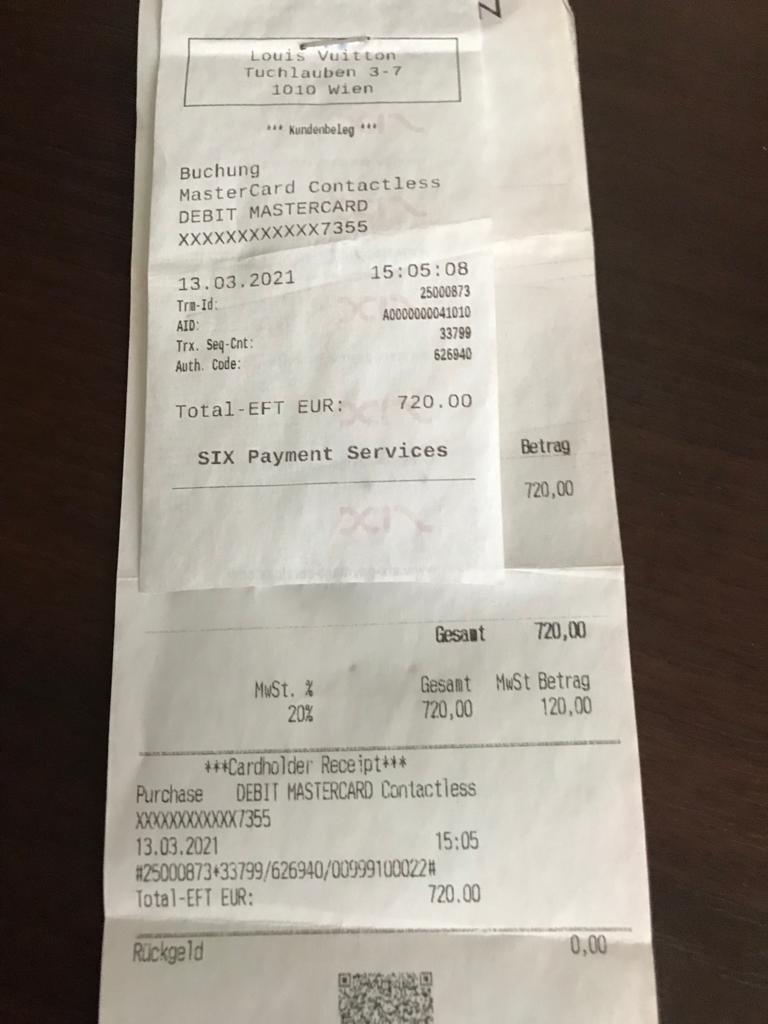 Z
Louis Vuitton
Tuchlauben 3-7
1010 Wien
*** Kundenbeleg ***
Buchung
MasterCard Contactless
DEBIT MASTERCARD
XXXXXXXXXXXX7355
13.03.2021 15:05:08
Trm-Id: 25000873
AID: A0000000041010
Trx. Seq-Cnt: 33799
Auth. Code: 626940
Total-EFT EUR: 720.00
SIX Payment Services
Betrag
720,00
Gesamt 720,00
MwSt. % Gesamt MwSt Betrag
20% 720,00 120,00
***Cardholder Receipt***
Purchase DEBIT MASTERCARD Contactless
XXXXXXXXXXXX7355
13.03.2021 15:05
#25000873*33799/626940/00999100022#
Total-EFT EUR: 720.00
Rückgeld 0,00